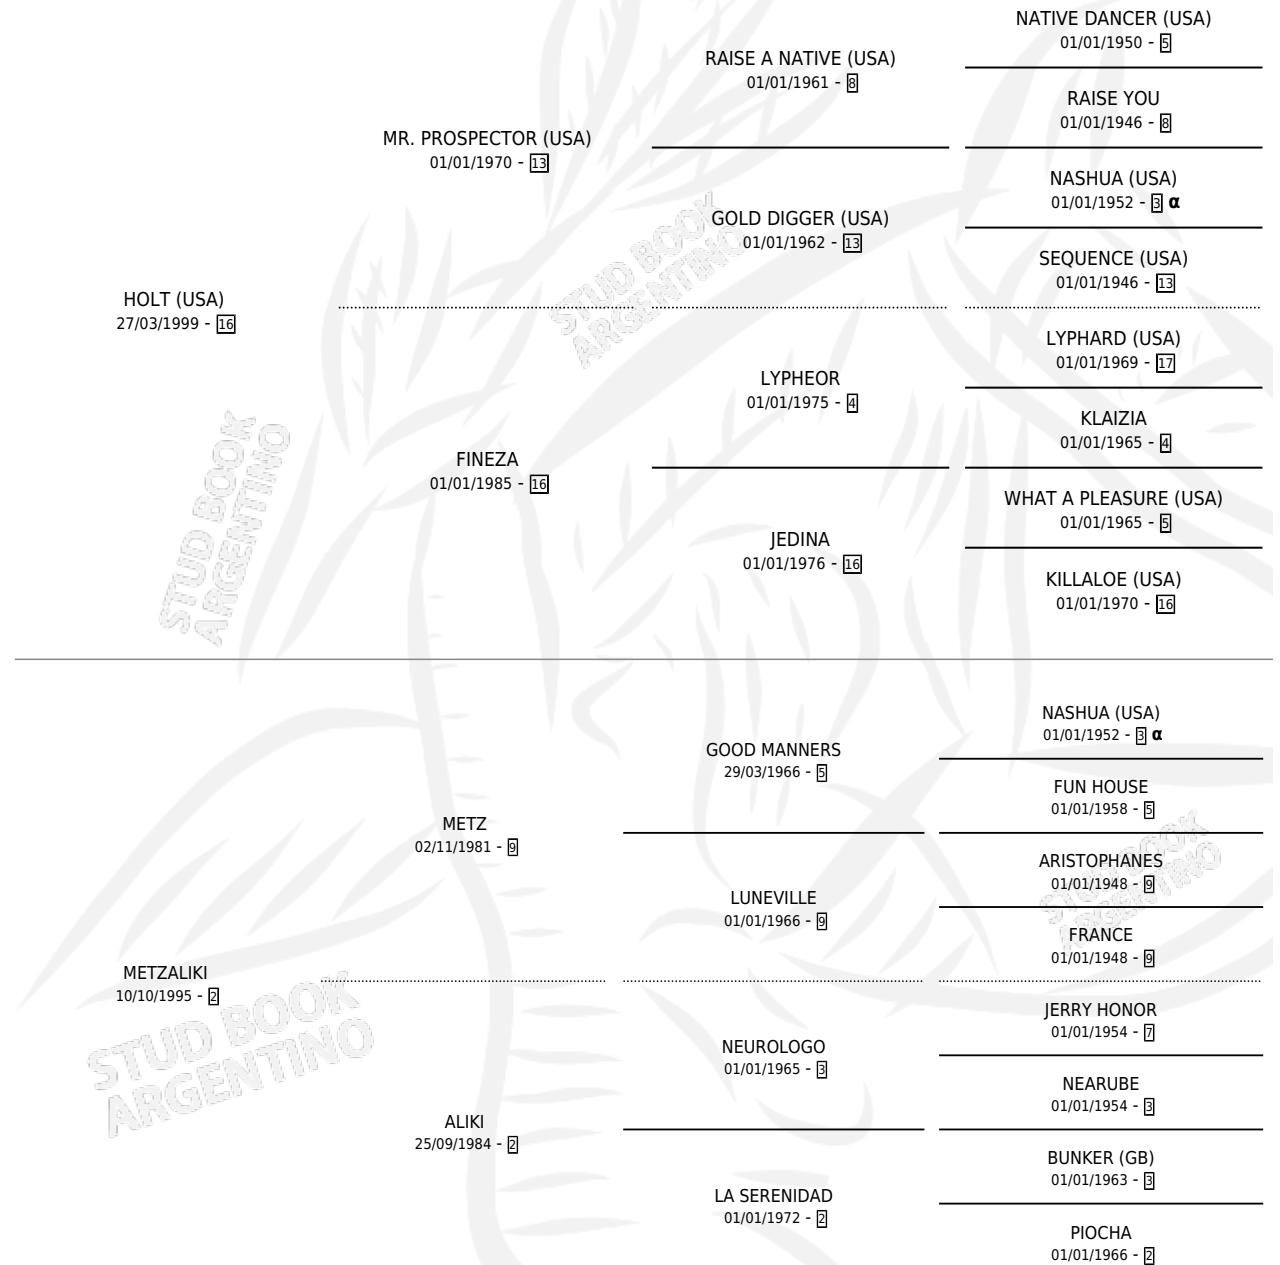 NATIVE DANCER (USA)
01/01/1950 - 5
RAISE A NATIVE (USA)
01/01/1961 - 8
RAISE YOU
01/01/1946 - 8
MR. PROSPECTOR (USA)
01/01/1970 - 13
NASHUA (USA)
01/01/1952 - 3 α
GOLD DIGGER (USA)
01/01/1962 - 13
SEQUENCE (USA)
01/01/1946 - 13
STUD BOOK
ARGENTINO
HOLT (USA)
27/03/1999 - 16
LYPHARD (USA)
01/01/1969 - 17
LYPHEOR
01/01/1975 - 4
KLAIZIA
01/01/1965 - 4
FINEZA
01/01/1985 - 16
WHAT A PLEASURE (USA)
01/01/1965 - 5
JEDINA
01/01/1976 - 16
KILLALOE (USA)
01/01/1970 - 16
STUD BOOK
ARGENTINO
NASHUA (USA)
01/01/1952 - 3 α
GOOD MANNERS
29/03/1966 - 5
FUN HOUSE
01/01/1958 - 5
METZ
02/11/1981 - 9
ARISTOPHANES
01/01/1948 - 9
LUNEVILLE
01/01/1966 - 9
FRANCE
01/01/1948 - 9
STUD BOOK
ARGENTINO
METZALIKI
10/10/1995 - 2
JERRY HONOR
01/01/1954 - 7
NEUROLOGO
01/01/1965 - 3
NEARUBE
01/01/1954 - 3
STUD BOOK
ARGENTINO
ALIKI
25/09/1984 - 2
BUNKER (GB)
01/01/1963 - 3
LA SERENIDAD
01/01/1972 - 2
PIOCHA
01/01/1966 - 2